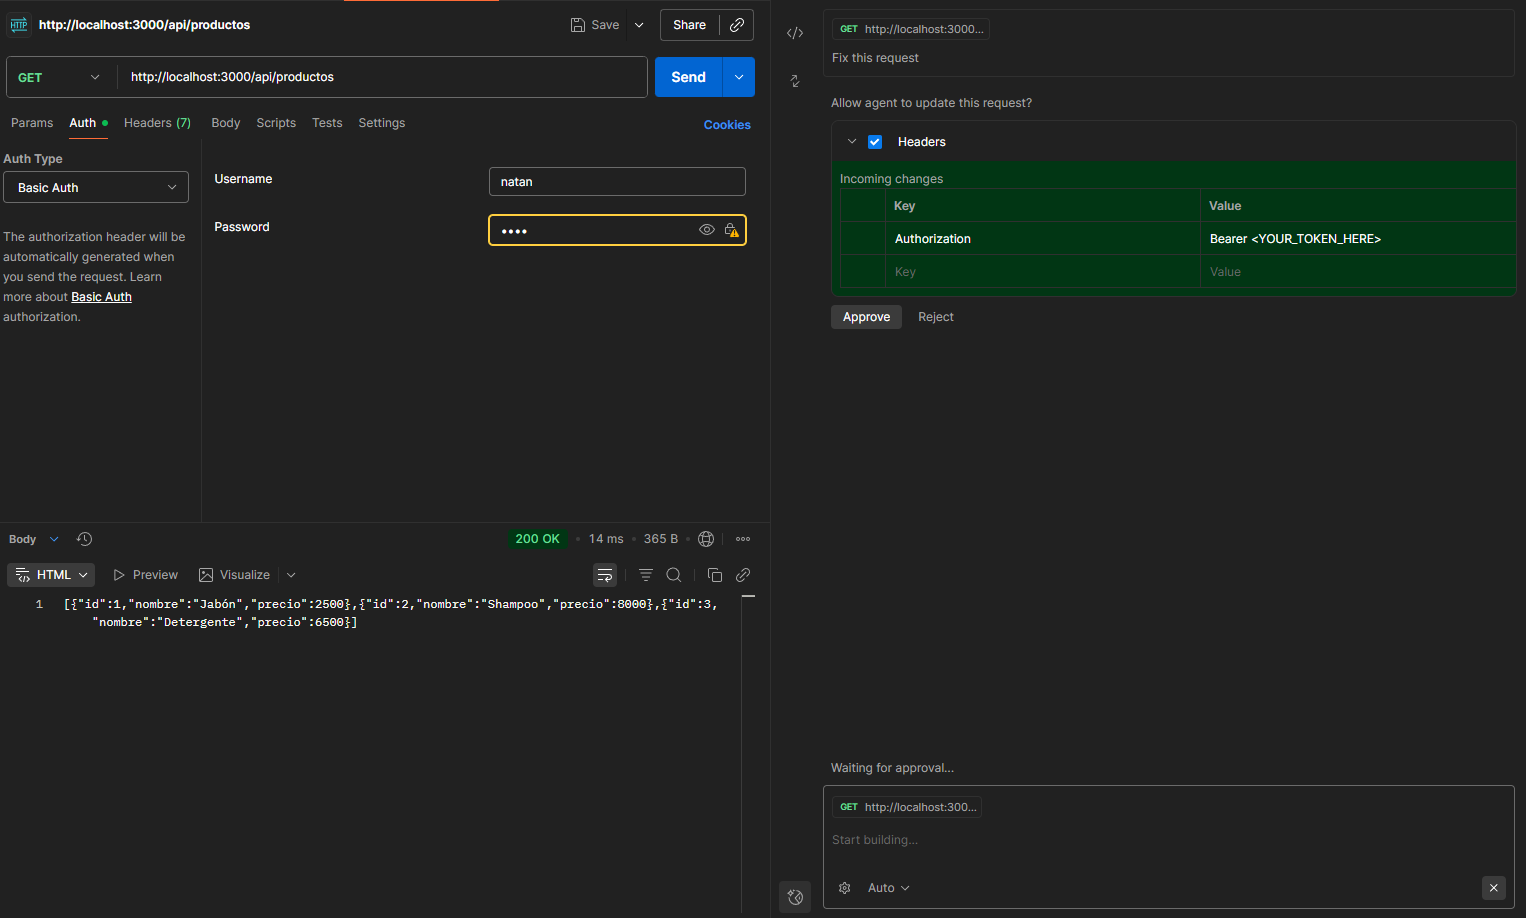 HTTP http://localhost:3000/api/productos
Save
Share
GET
http://localhost:3000/api/productos
Send
Params
Auth
Headers (7)
Body
Scripts
Tests
Settings
Cookies
Auth Type
Basic Auth
The authorization header will be
automatically generated when
you send the request. Learn
more about Basic Auth
authorization.
Username
natan
Password
••••
Body
200 OK
14 ms
365 B
HTML
Preview
Visualize
1
[{"id":1,"nombre":"Jabón","precio":2500},{"id":2,"nombre":"Shampoo","precio":8000},{"id":3,
"nombre":"Detergente","precio":6500}]
GET http://localhost:3000...
Fix this request
Allow agent to update this request?
Headers
Incoming changes
Key
Value
Authorization
Bearer <YOUR_TOKEN_HERE>
Key
Value
Approve
Reject
Waiting for approval...
GET http://localhost:300...
Start building...
Auto